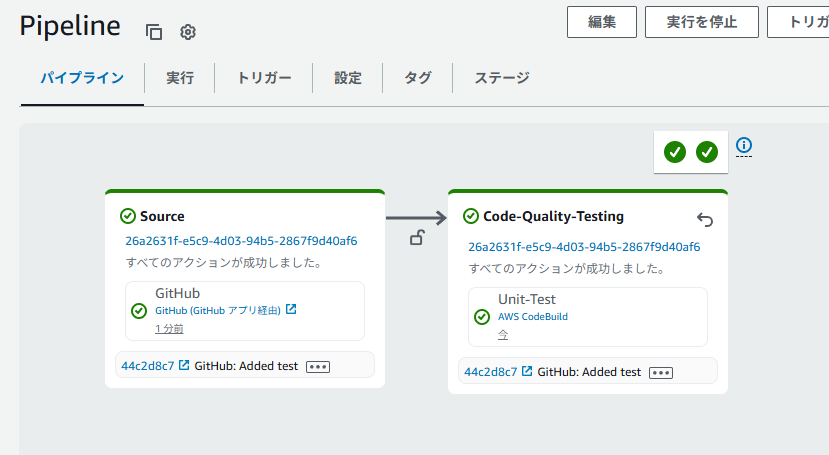 Pipeline
編集
実行を停止
トリガ
パイプライン
実行
トリガー
設定
タグ
ステージ
Source
26a2631f-e5c9-4d03-94b5-2867f9d40af6
すべてのアクションが成功しました。
GitHub
GitHub (GitHub アプリ経由)
1 分前
44c2d8c7 GitHub: Added test
Code-Quality-Testing
26a2631f-e5c9-4d03-94b5-2867f9d40af6
すべてのアクションが成功しました。
Unit-Test
AWS CodeBuild
今
44c2d8c7 GitHub: Added test